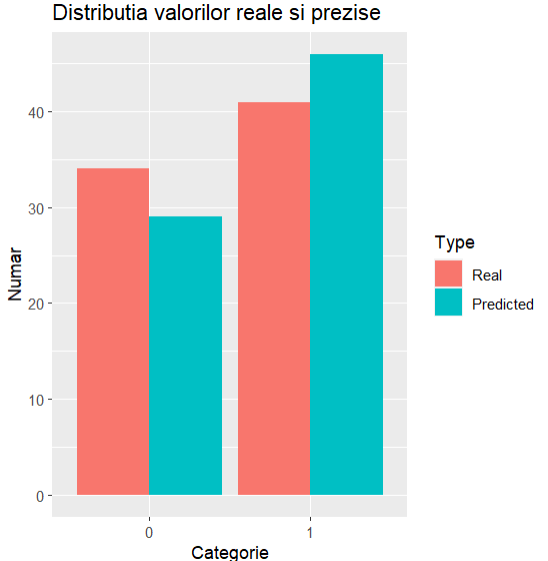 Distributia valorilor reale si prezise
Numar
40
30
20
10
0
0
1
Categorie
Type
Real
Predicted